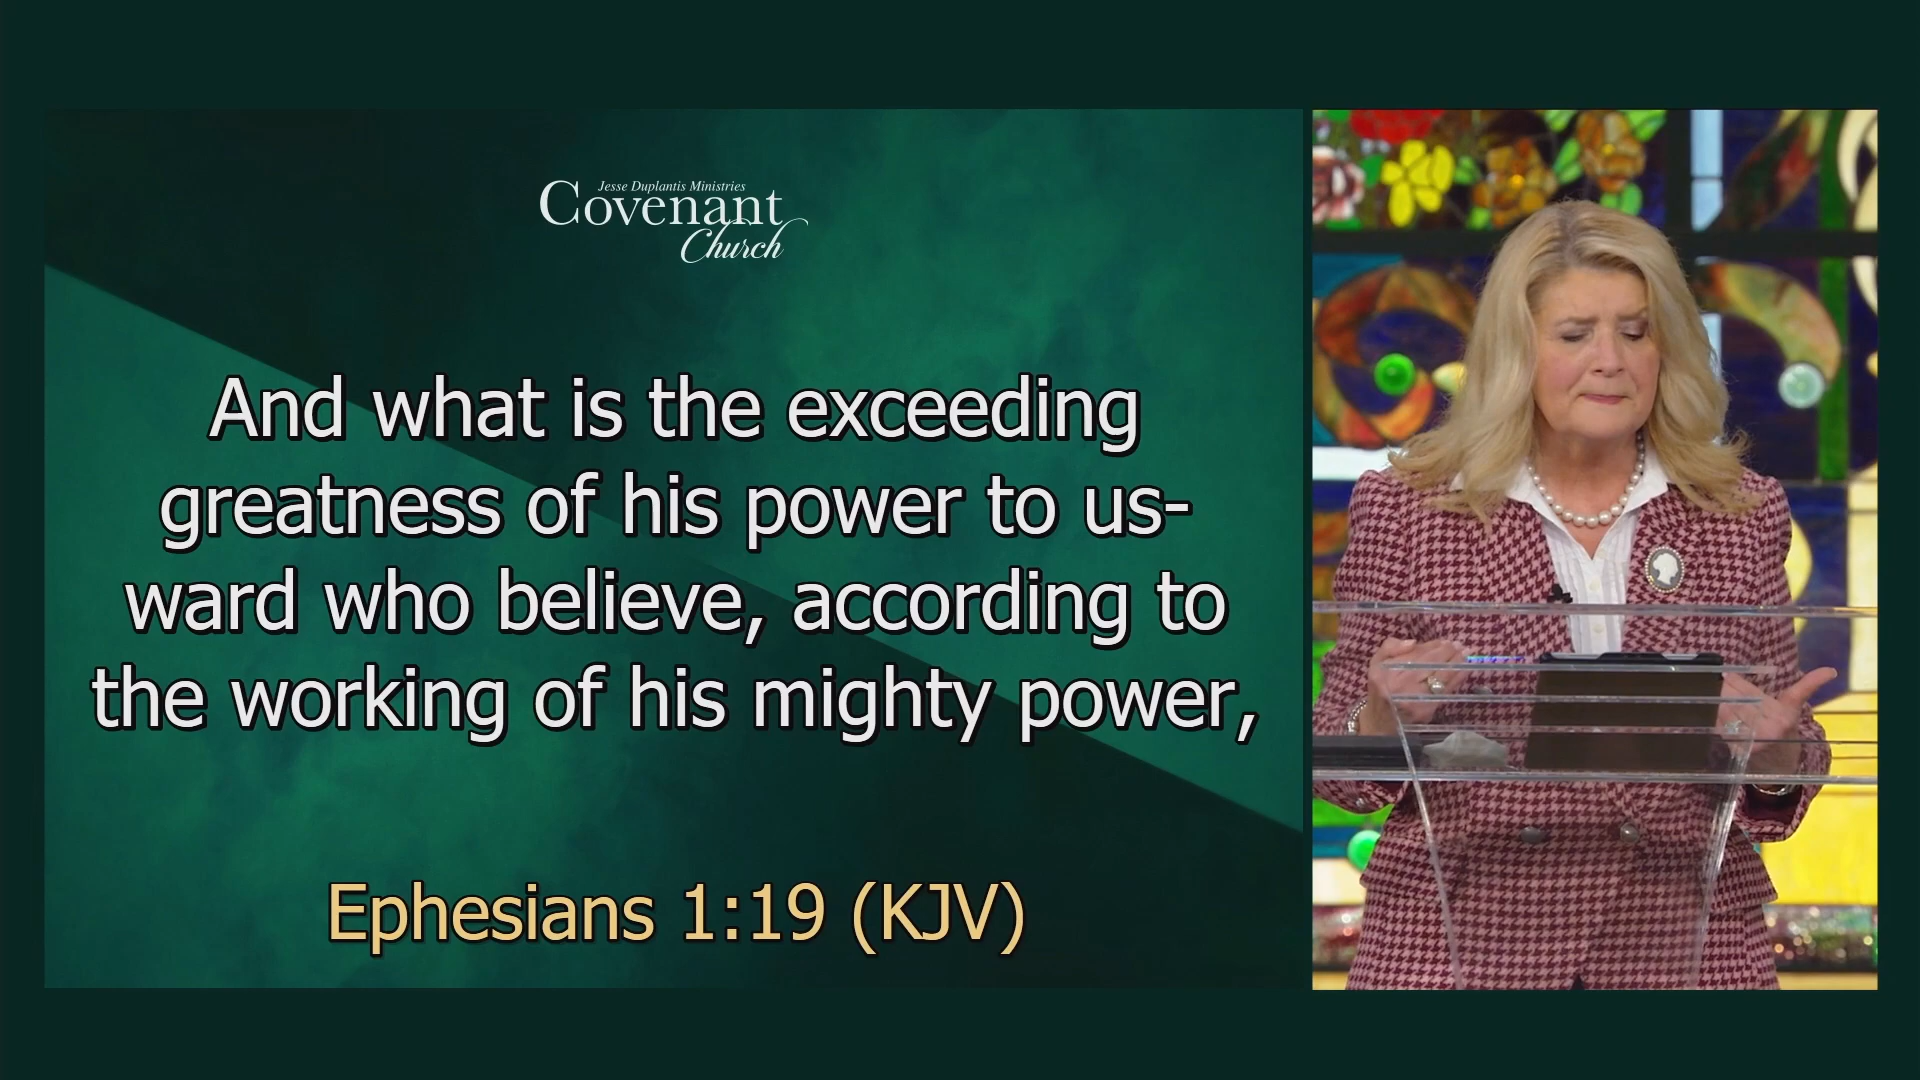 Jesse Duplantis Ministries
Covenant
Church
And what is the exceeding
greatness of his power to us-
ward who believe, according to
the working of his mighty power,
Ephesians 1:19 (KJV)